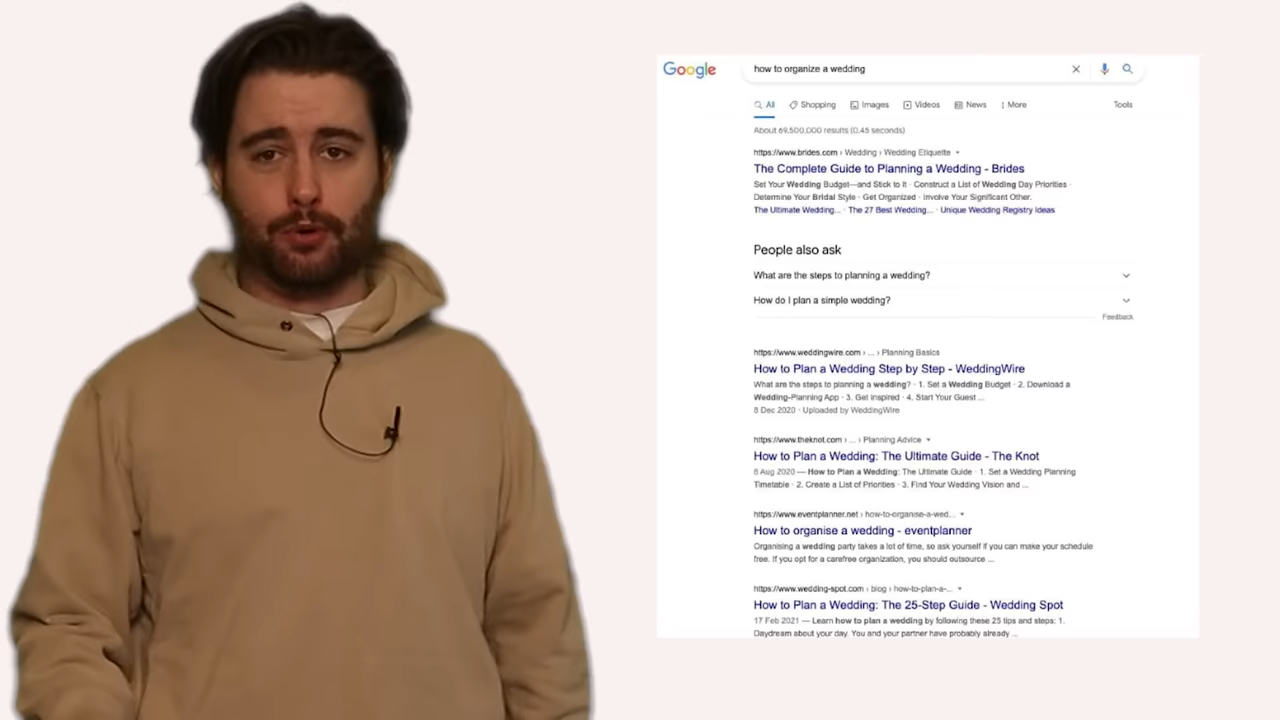 Google
how to organize a wedding
All Shopping Images Videos News More Tools
About 69,500,000 results (0.45 seconds)
https://www.brides.com › Wedding › Wedding Etiquette
The Complete Guide to Planning a Wedding - Brides
Set Your Wedding Budget—and Stick to It · Construct a List of Wedding Day Priorities ·
Determine Your Bridal Style · Get Organized · Involve Your Significant Other.
The Ultimate Wedding... · The 27 Best Wedding... · Unique Wedding Registry Ideas
People also ask
What are the steps to planning a wedding?
How do I plan a simple wedding?
Feedback
https://www.weddingwire.com › ... › Planning Basics
How to Plan a Wedding Step by Step - WeddingWire
What are the steps to planning a wedding? · 1. Set a Wedding Budget · 2. Download a
Wedding-Planning App · 3. Get Inspired · 4. Start Your Guest ...
8 Dec 2020 · Uploaded by WeddingWire
https://www.theknot.com › ... › Planning Advice
How to Plan a Wedding: The Ultimate Guide - The Knot
6 Aug 2020 — How to Plan a Wedding: The Ultimate Guide · 1. Set a Wedding Planning
Timetable · 2. Create a List of Priorities · 3. Find Your Wedding Vision and ...
https://www.eventplanner.net › how-to-organise-a-wed...
How to organise a wedding - eventplanner
Organising a wedding party takes a lot of time, so ask yourself if you can make your schedule
free. If you opt for a carefree organization, you should outsource ...
https://www.wedding-spot.com › blog › how-to-plan-a-...
How to Plan a Wedding: The 25-Step Guide - Wedding Spot
17 Feb 2021 — Learn how to plan a wedding by following these 25 tips and steps: 1.
Daydream about your day. You and your partner have probably already ...